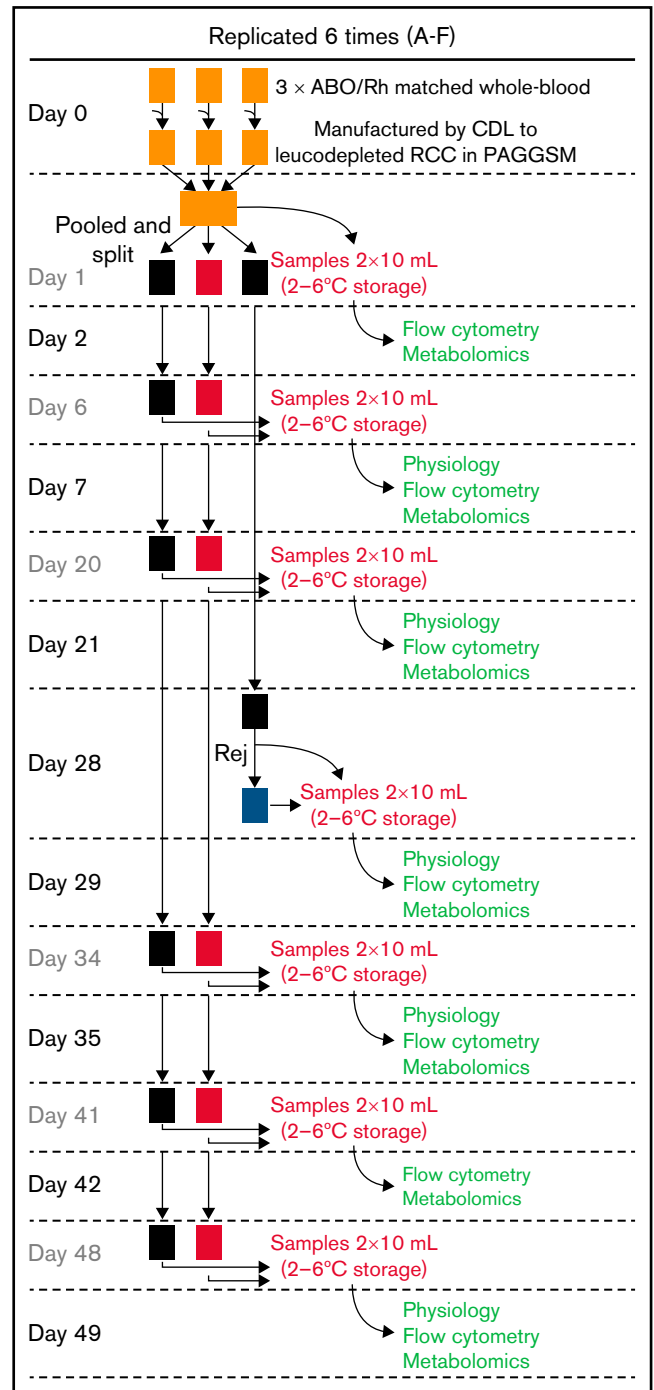 Replicated 6 times (A-F)
Day 0
3 × ABO/Rh matched whole-blood
Manufactured by CDL to
leucodepleted RCC in PAGGSM
Pooled and
split
Day 1
Samples 2×10 mL
(2–6°C storage)
Day 2
Flow cytometry
Metabolomics
Day 6
Samples 2×10 mL
(2–6°C storage)
Day 7
Physiology
Flow cytometry
Metabolomics
Day 20
Samples 2×10 mL
(2–6°C storage)
Day 21
Physiology
Flow cytometry
Metabolomics
Day 28
Rej
Samples 2×10 mL
(2–6°C storage)
Day 29
Physiology
Flow cytometry
Metabolomics
Day 34
Samples 2×10 mL
(2–6°C storage)
Day 35
Physiology
Flow cytometry
Metabolomics
Day 41
Samples 2×10 mL
(2–6°C storage)
Day 42
Flow cytometry
Metabolomics
Day 48
Samples 2×10 mL
(2–6°C storage)
Day 49
Physiology
Flow cytometry
Metabolomics